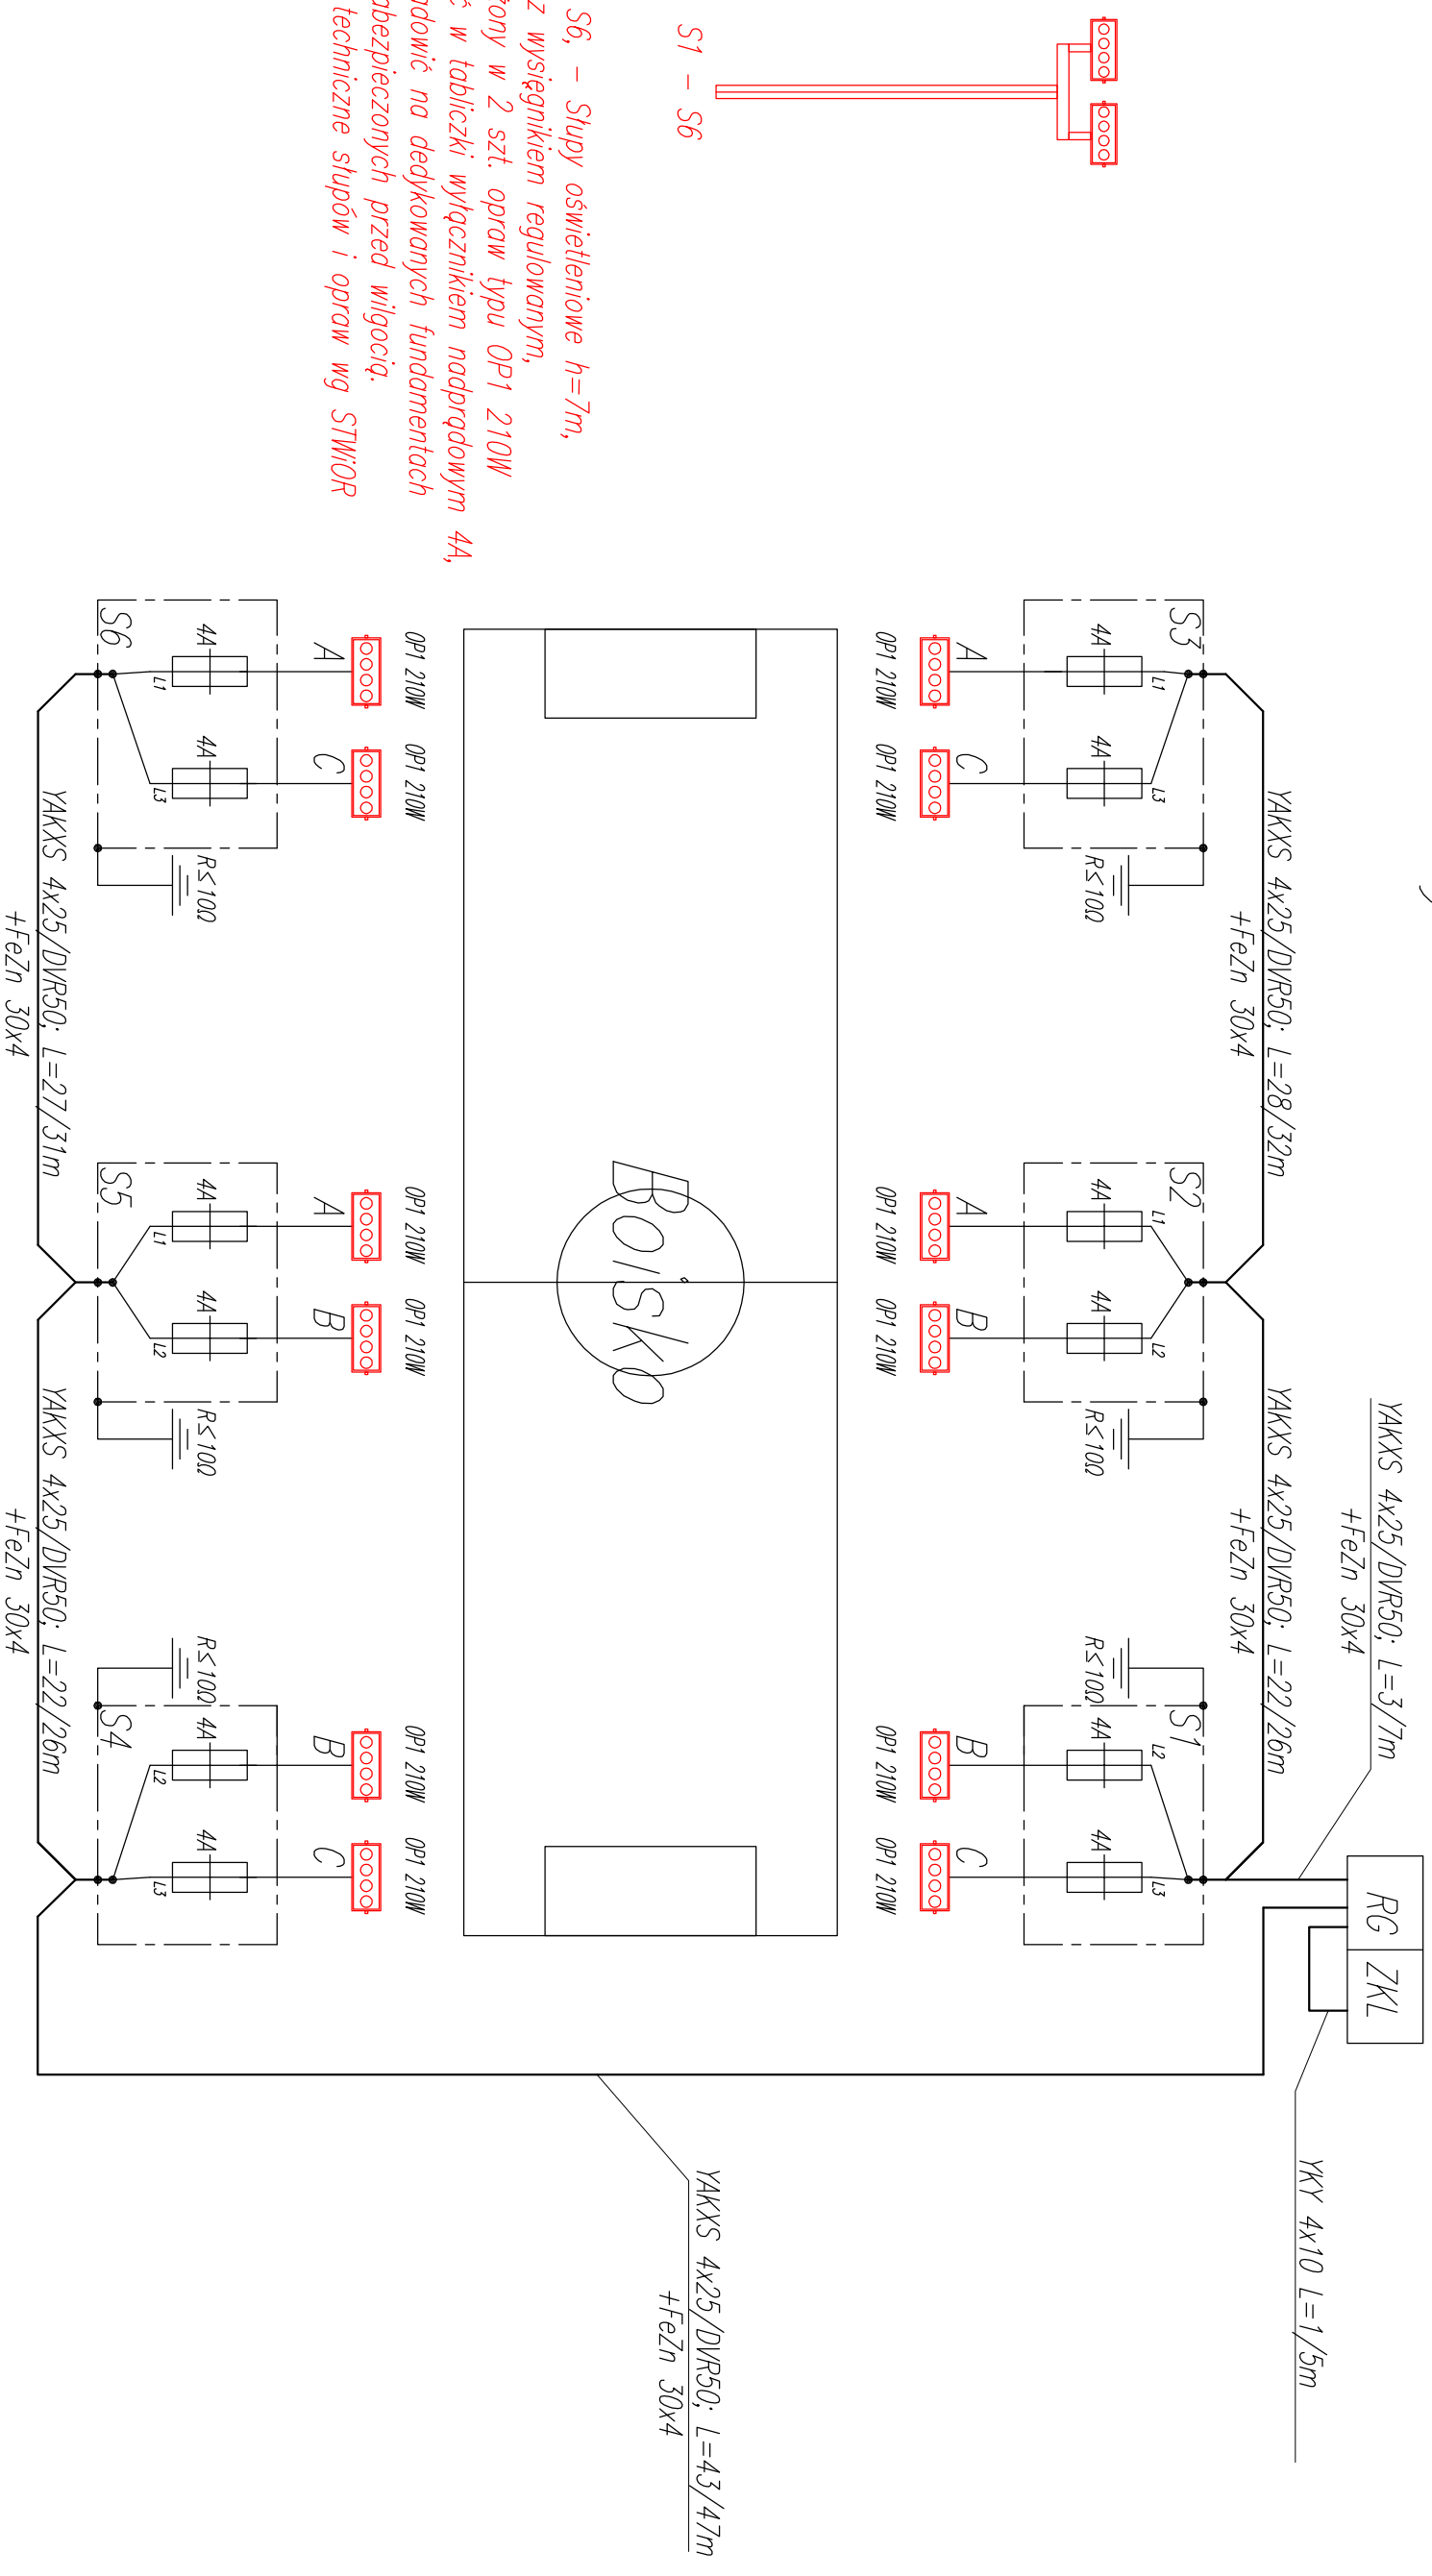 S1 - S6
S6, - Słupy oświetleniowe h=7m,
z wysięgnikiem regulowanym,
w 2 szt. opraw typu OP1 210W
w tabliczki wyłącznikiem nadprądowym 4A,
na dedykowanych fundamentach
przed wilgocią.
techniczne słupów i opraw wg STWiOR
YAKXS 4x25/DVR50; L=3/7m
+FeZn 30x4
RG ZKL
YKY 4x10 L=1/5m
YAKXS 4x25/DVR50; L=28/32m
+FeZn 30x4
YAKXS 4x25/DVR50; L=22/26m
+FeZn 30x4
S3
L1 L3
4A 4A
R≤10Ω
A C
OP1 210W OP1 210W
S2
L1 L2
4A 4A
R≤10Ω
A B
OP1 210W OP1 210W
S1
L2 L3
4A 4A
R≤10Ω
B C
OP1 210W OP1 210W
Boisko
YAKXS 4x25/DVR50; L=43/47m
+FeZn 30x4
OP1 210W OP1 210W
A C
R≤10Ω
4A 4A
L1 L3
S6
OP1 210W OP1 210W
A B
R≤10Ω
4A 4A
L1 L2
S5
OP1 210W OP1 210W
B C
R≤10Ω
4A 4A
L2 L3
S4
YAKXS 4x25/DVR50; L=27/31m
+FeZn 30x4
YAKXS 4x25/DVR50; L=22/26m
+FeZn 30x4